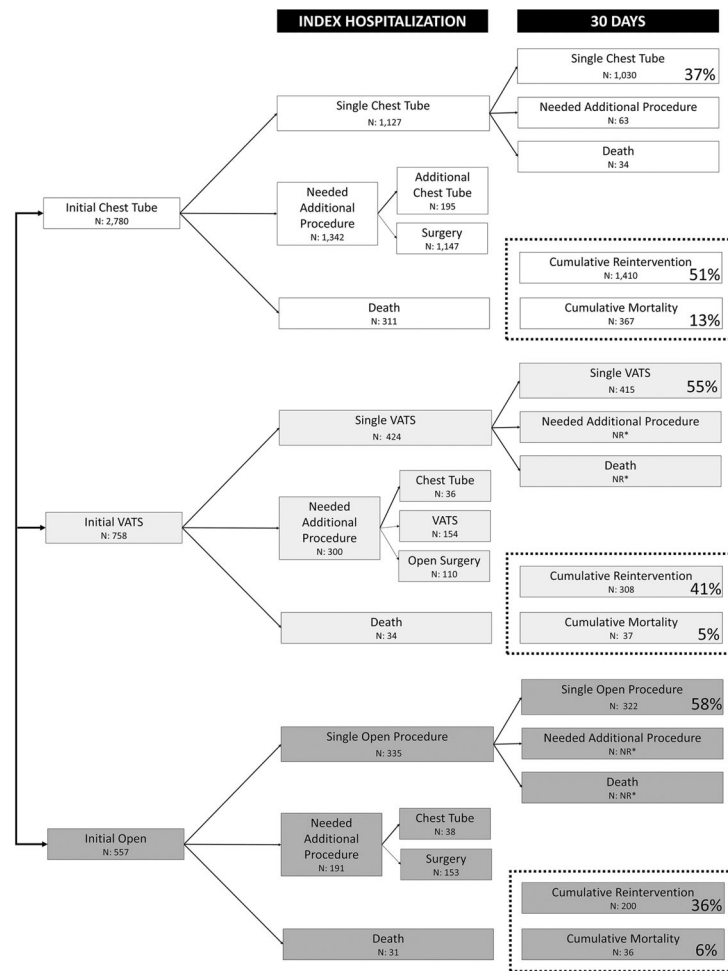 INDEX HOSPITALIZATION
30 DAYS
Initial Chest Tube
N: 2,780
Single Chest Tube
N: 1,127
Single Chest Tube
N: 1,030 37%
Needed Additional Procedure
N: 63
Death
N: 34
Needed
Additional
Procedure
N: 1,342
Additional
Chest Tube
N: 195
Surgery
N: 1,147
Death
N: 311
Cumulative Reintervention
N: 1,410 51%
Cumulative Mortality
N: 367 13%
Initial VATS
N: 758
Single VATS
N: 424
Single VATS
N: 415 55%
Needed Additional Procedure
NR*
Death
NR*
Needed
Additional
Procedure
N: 300
Chest Tube
N: 36
VATS
N: 154
Open Surgery
N: 110
Death
N: 34
Cumulative Reintervention
N: 308 41%
Cumulative Mortality
N: 37 5%
Initial Open
N: 557
Single Open Procedure
N: 335
Single Open Procedure
N: 322 58%
Needed Additional Procedure
N: NR*
Death
N: NR*
Needed
Additional
Procedure
N: 191
Chest Tube
N: 38
Surgery
N: 153
Death
N: 31
Cumulative Reintervention
N: 200 36%
Cumulative Mortality
N: 36 6%